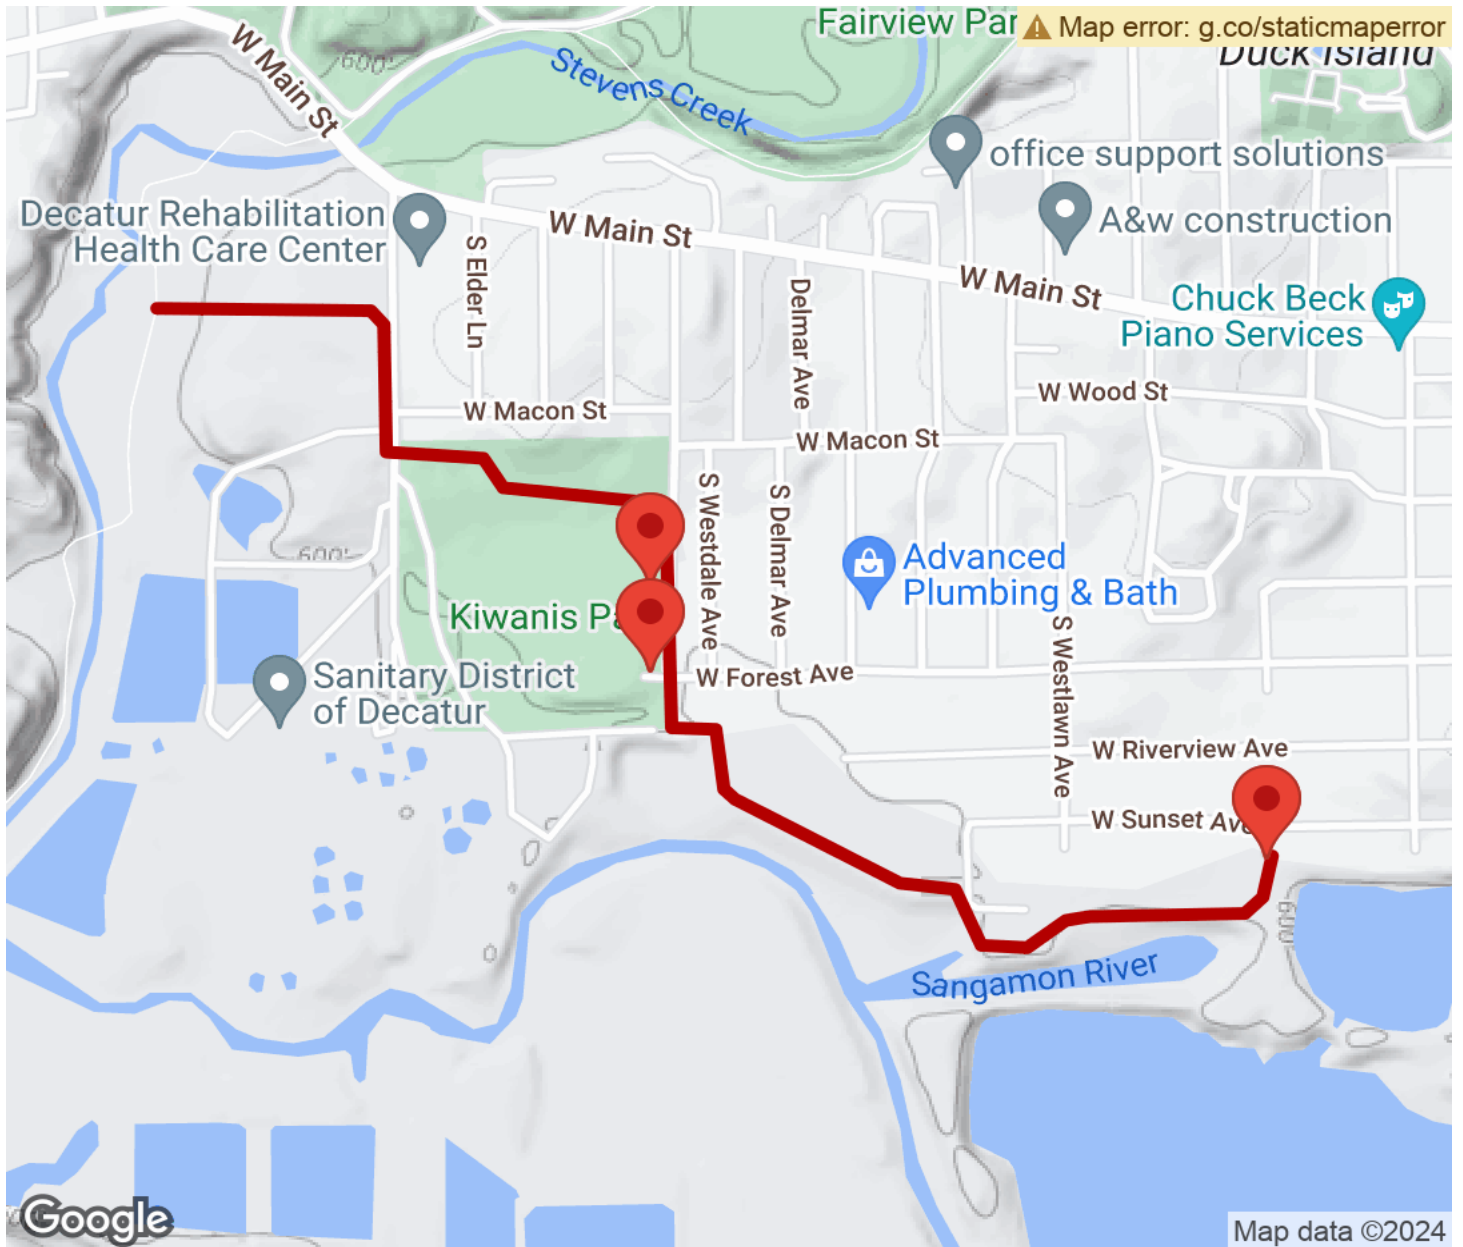 Fairview Par
Map error: g.co/staticmaperror
Duck Island
W Main St
600'
Stevens Creek
office support solutions
Decatur Rehabilitation
Health Care Center
A&w construction
W Main St
S Elder Ln
W Main St
Delmar Ave
Chuck Beck
Piano Services
W Macon St
W Wood St
W Macon St
S Westdale Ave
S Delmar Ave
600'
Advanced
Plumbing & Bath
Kiwanis Pa
S Westlawn Ave
Sanitary District
of Decatur
W Forest Ave
W Riverview Ave
W Sunset Ave
600'
Sangamon River
Google
Map data ©2024